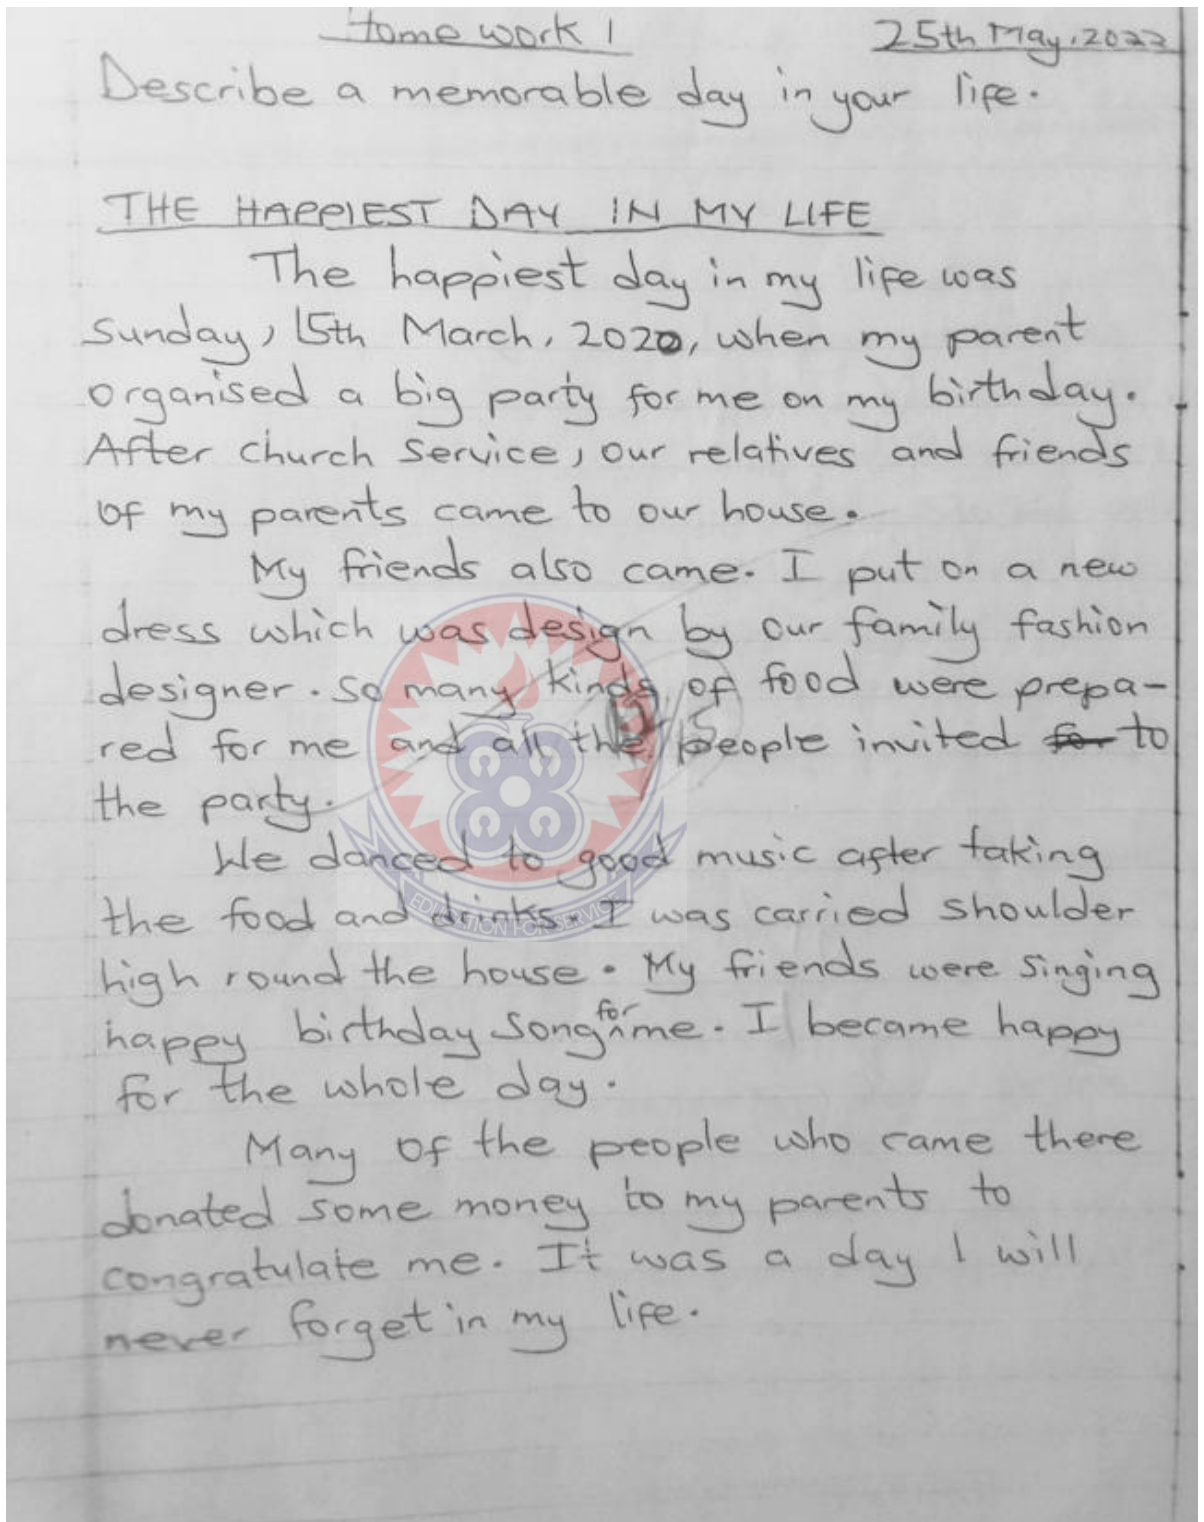 Home work 1
25th May, 2022
Describe a memorable day in your life.
THE HAPPIEST DAY IN MY LIFE
The happiest day in my life was
Sunday, 15th March, 2020, when my parent
organised a big party for me on my birthday.
After church service, our relatives and friends
of my parents came to our house.
My friends also came. I put on a new
dress which was design by our family fashion
designer. So many kinds of food were prepa-
red for me and all the people invited for to
the party.
We danced to good music after taking
the food and drinks. I was carried shoulder
high round the house. My friends were singing
happy birthday song for me. I became happy
for the whole day.
Many of the people who came there
donated some money to my parents to
congratulate me. It was a day I will
never forget in my life.
EDUCATION FOR SERVICE